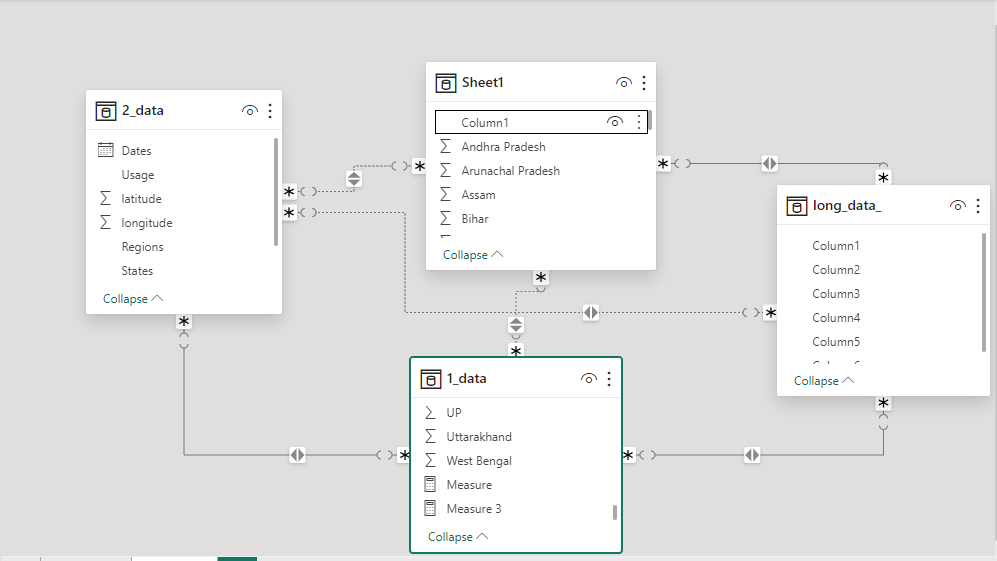 Sheet1
Column1
Andhra Pradesh
Arunachal Pradesh
Assam
Bihar
Collapse
2_data
Dates
Usage
latitude
longitude
Regions
States
Collapse
long_data_
Column1
Column2
Column3
Column4
Column5
Collapse
1_data
UP
Uttarakhand
West Bengal
Measure
Measure 3
Collapse